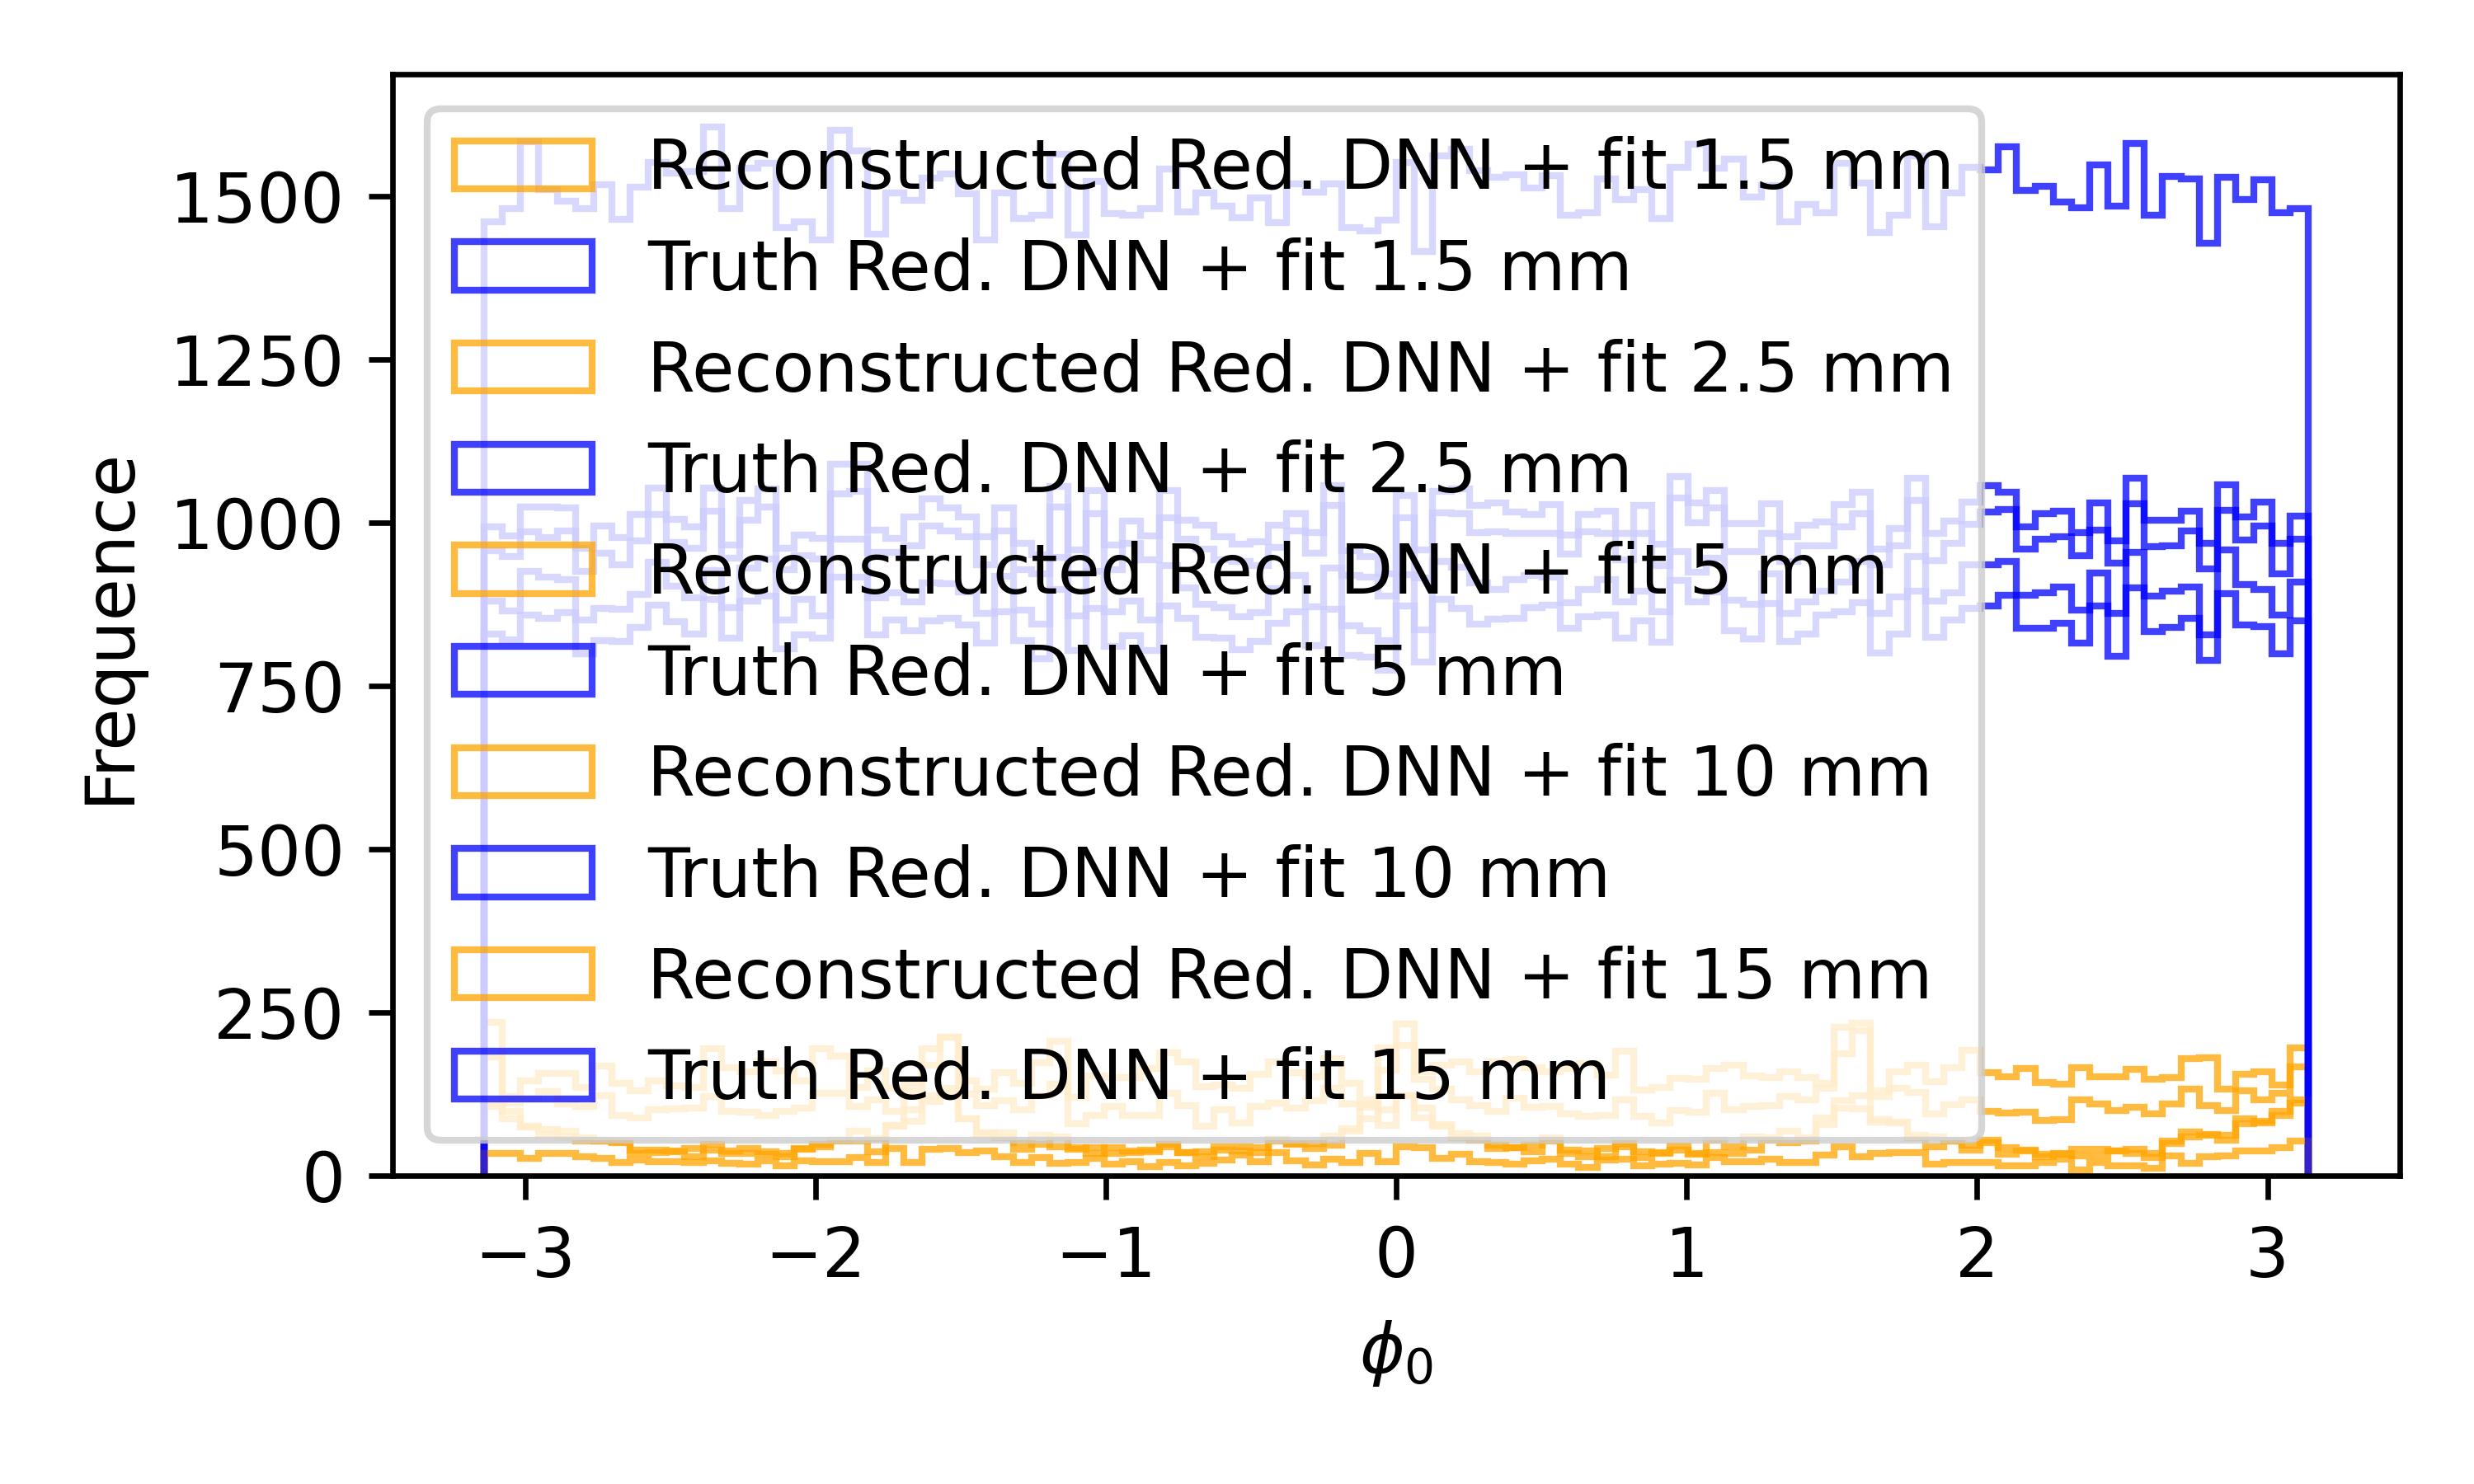 Frequence
1500
1250
1000
750
500
250
0
Reconstructed Red. DNN + fit 1.5 mm
Truth Red. DNN + fit 1.5 mm
Reconstructed Red. DNN + fit 2.5 mm
Truth Red. DNN + fit 2.5 mm
Reconstructed Red. DNN + fit 5 mm
Truth Red. DNN + fit 5 mm
Reconstructed Red. DNN + fit 10 mm
Truth Red. DNN + fit 10 mm
Reconstructed Red. DNN + fit 15 mm
Truth Red. DNN + fit 15 mm
−3 −2 −1 0 1 2 3
ϕ₀